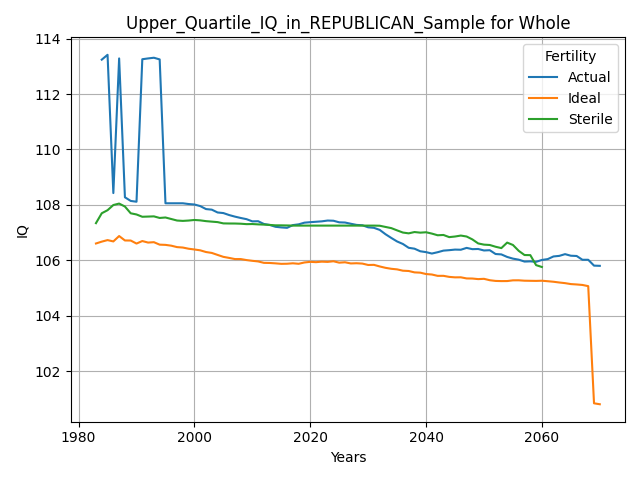 Upper_Quartile_IQ_in_REPUBLICAN_Sample for Whole
114
112
110
108
106
104
102
IQ
Fertility
Actual
Ideal
Sterile
1980
2000
2020
2040
2060
Years